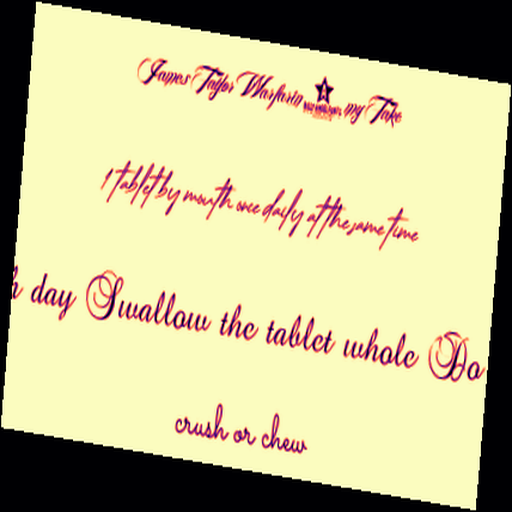 James Taylor Warfarin mg Take
1 tablet by mouth once daily at the same time
day Swallow the tablet whole Do
crush or chew